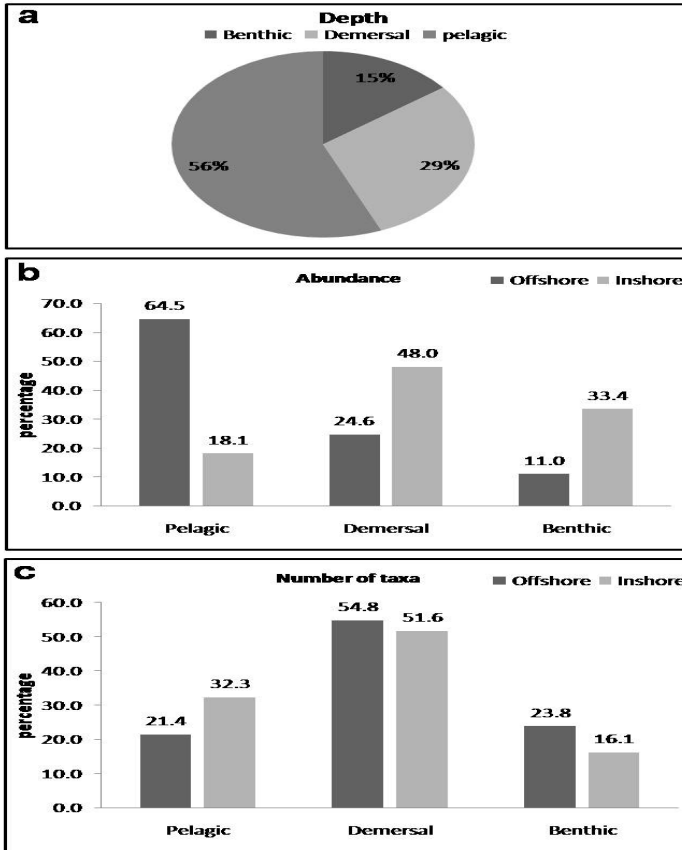 a
Depth
Benthic Demersal pelagic
15%
56% 29%
b
Abundance
Offshore Inshore
percentage
70.0
60.0
50.0
40.0
30.0
20.0
10.0
0.0
64.5
18.1
24.6
48.0
11.0
33.4
Pelagic Demersal Benthic
c
Number of taxa
Offshore Inshore
percentage
60.0
50.0
40.0
30.0
20.0
10.0
0.0
21.4
32.3
54.8
51.6
23.8
16.1
Pelagic Demersal Benthic